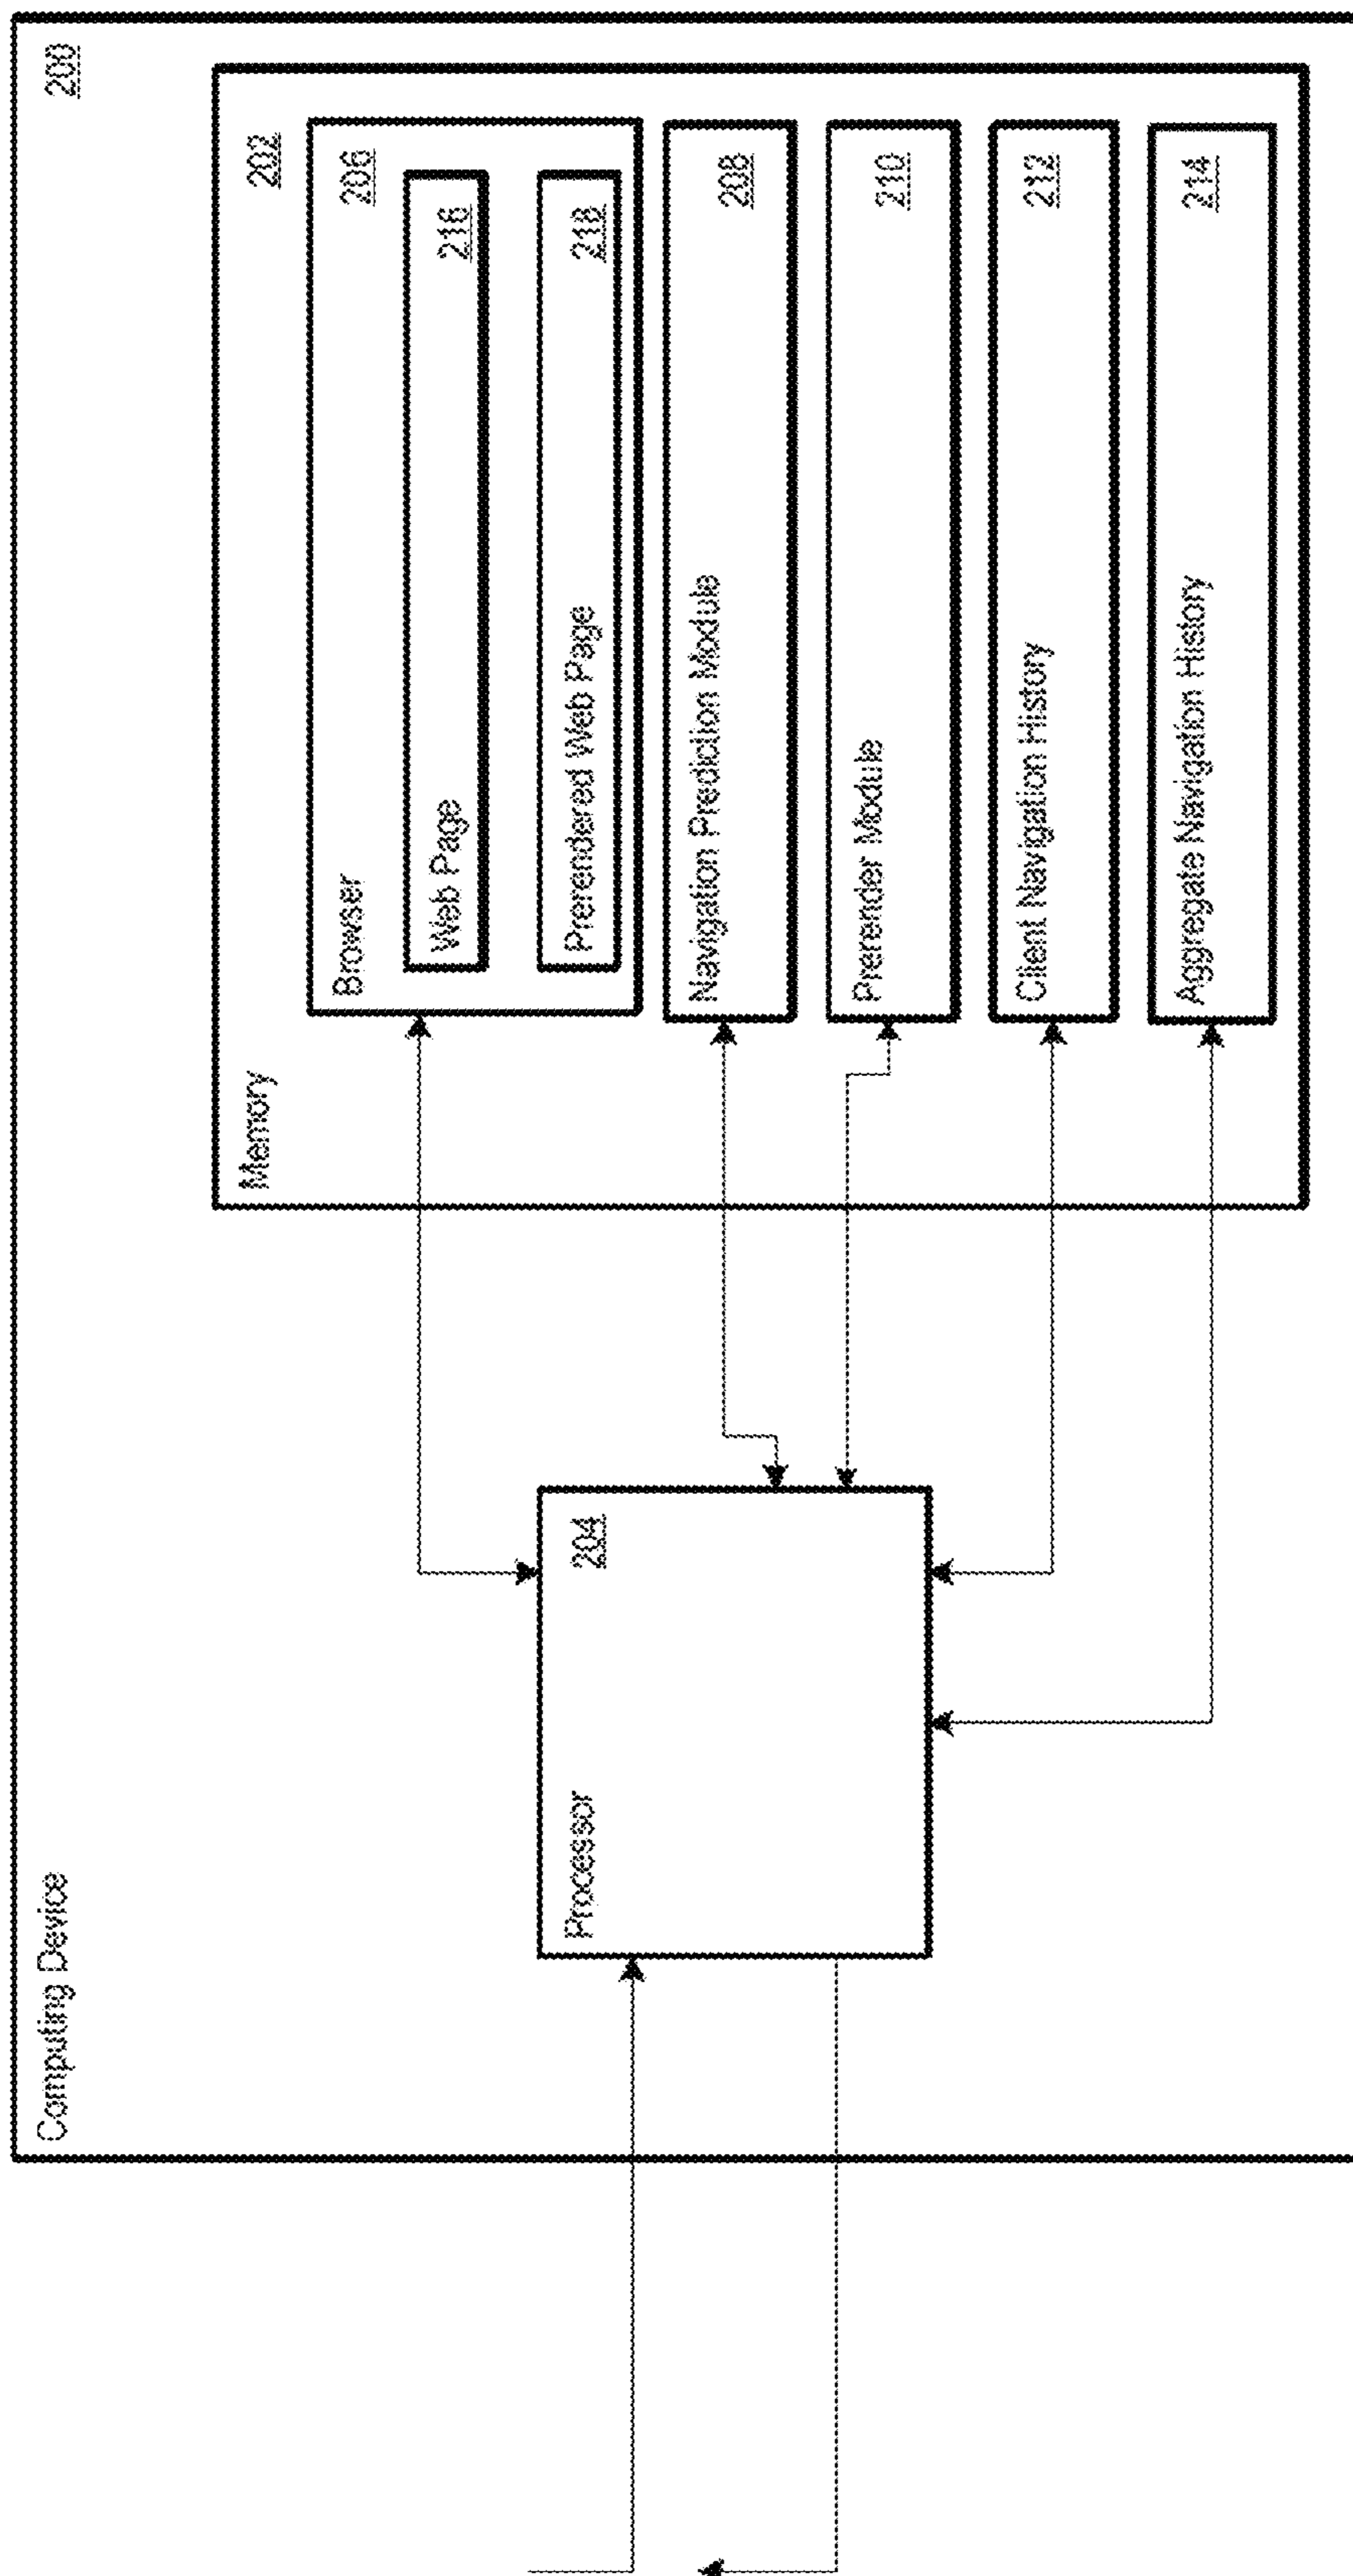 Computing Device
200
Memory
202
Browser
206
Web Page
216
Prerendered Web Page
218
Processor
204
Navigation Prediction Module
208
Prerender Module
210
Client Navigation History
212
Aggregate Navigation History
214